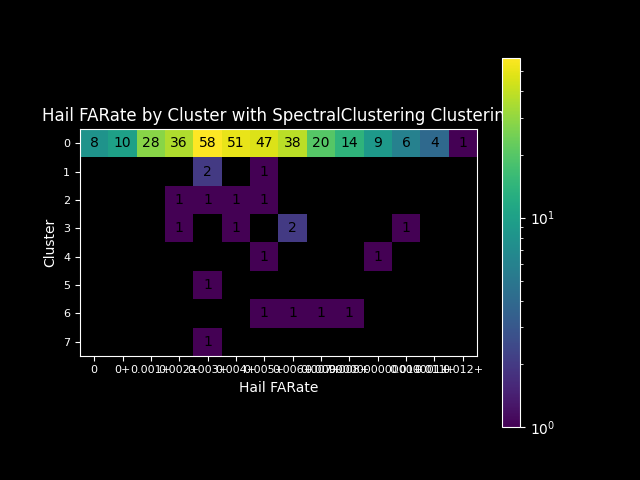 Hail FARate by Cluster with SpectralClustering Clusterin
0 8 10 28 36 58 51 47 38 20 14 9 6 4 1
1 2 1
2 1 1 1 1
3 1 1 2 1
4 1 1
5 1
6 1 1 1 1
7 1
Cluster
0 0+
Hail FARate
10¹
10⁰